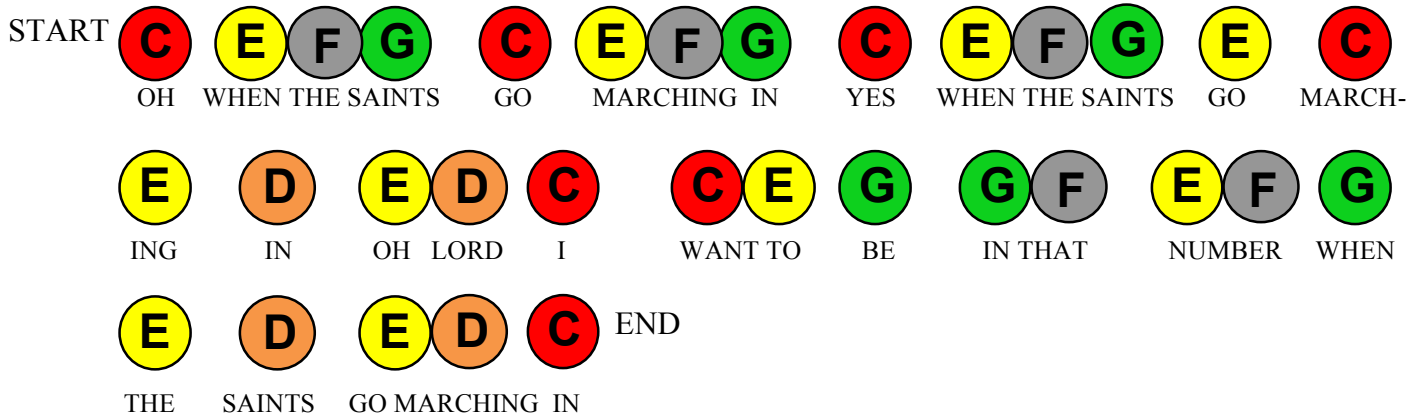 START C E F G C E F G C E F G E C
OH WHEN THE SAINTS GO MARCHING IN YES WHEN THE SAINTS GO MARCH-
E D E D C C E G G F E F G
ING IN OH LORD I WANT TO BE IN THAT NUMBER WHEN
E D E D C END
THE SAINTS GO MARCHING IN